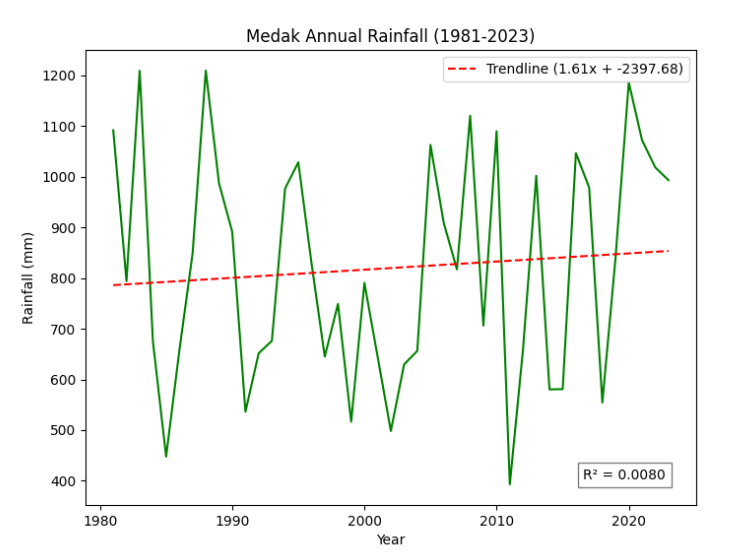 Medak Annual Rainfall (1981-2023)
Trendline (1.61x + -2397.68)
1200
1100
1000
900
800
700
600
500
400
Rainfall (mm)
R² = 0.0080
1980
1990
2000
2010
2020
Year